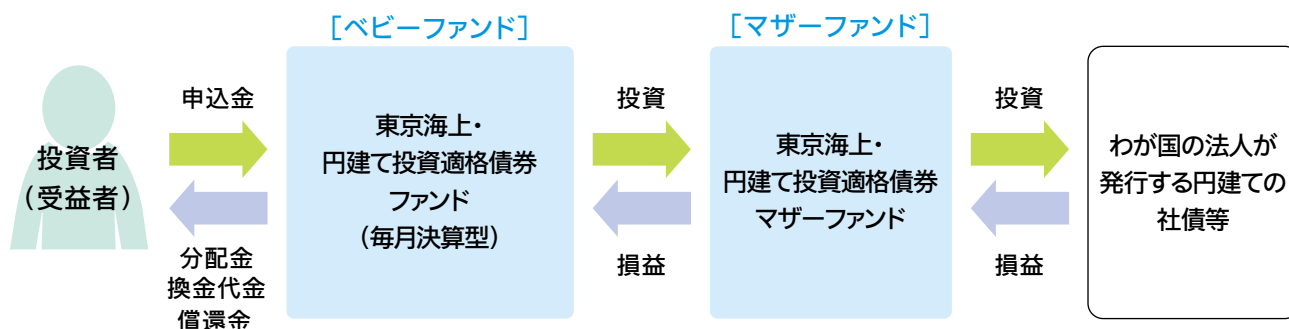 [ベビーファンド]
[マザーファンド]
投資者
(受益者)
申込金
分配金
換金代金
償還金
東京海上・
円建て投資適格債券
ファンド
(毎月決算型)
投資
損益
東京海上・
円建て投資適格債券
マザーファンド
投資
損益
わが国の法人が
発行する円建ての
社債等